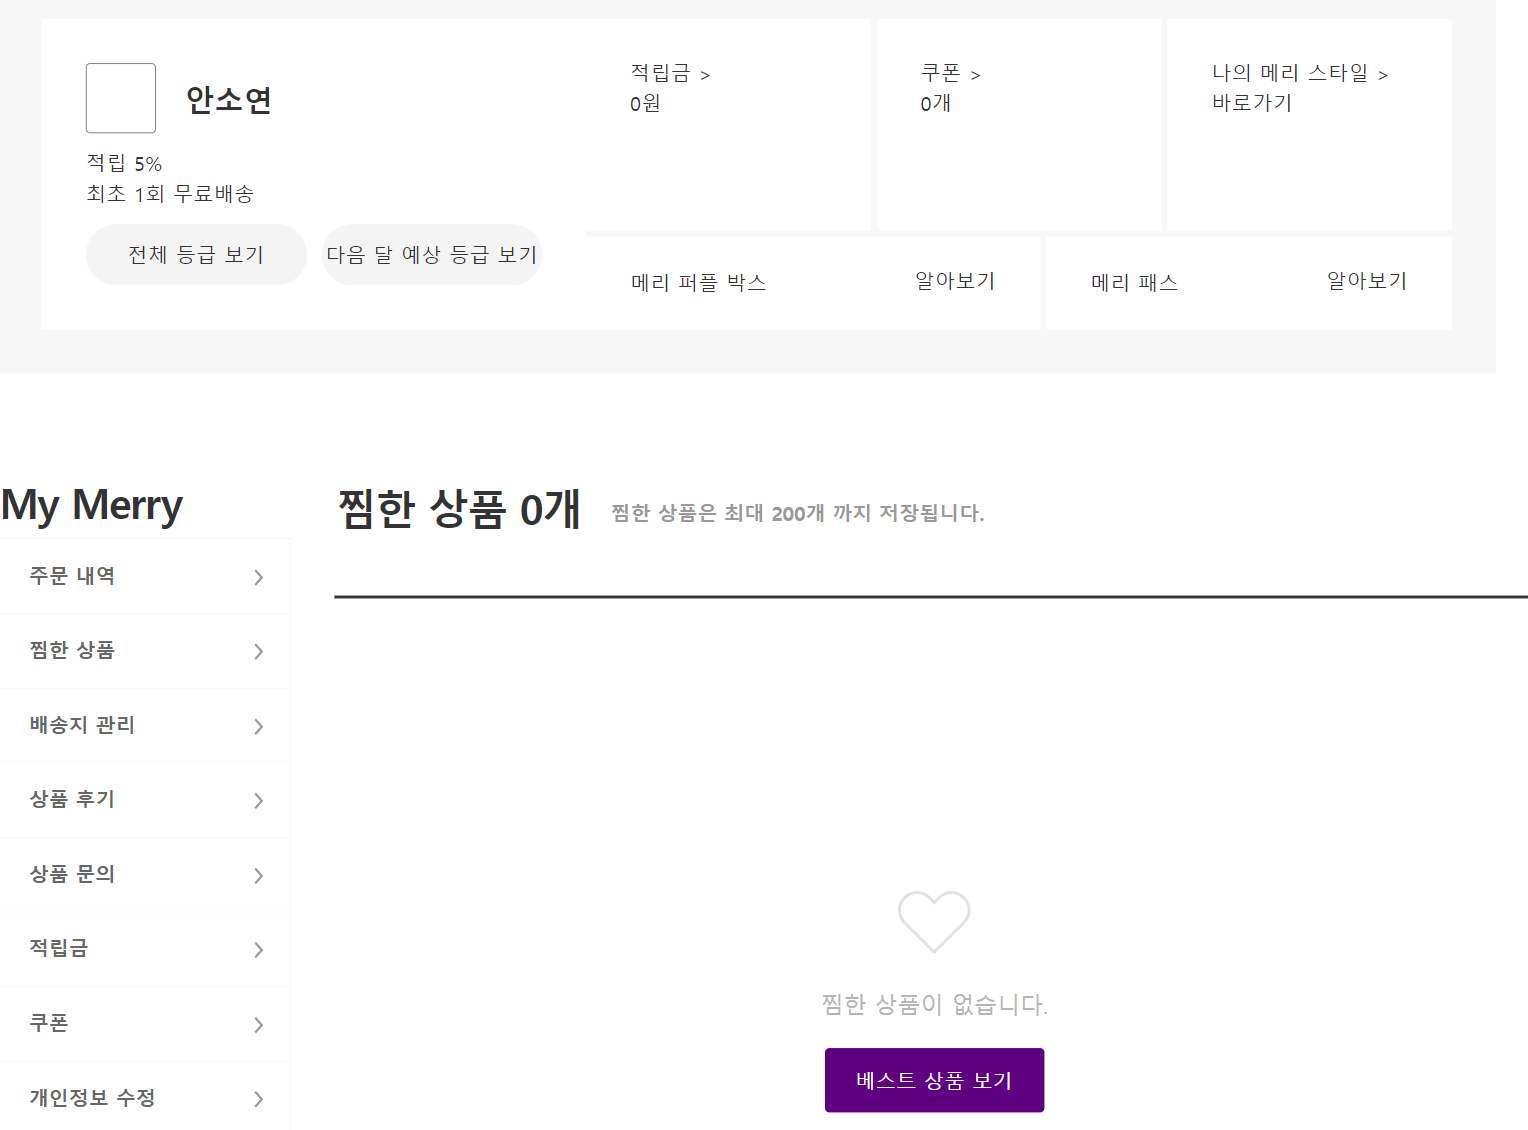 안소연
적립 5%
최초 1회 무료배송
전체 등급 보기
다음 달 예상 등급 보기
적립금 >
0원
쿠폰 >
0개
나의 메리 스타일 >
바로가기
메리 퍼플 박스
알아보기
메리 패스
알아보기
My Merry
주문 내역
찜한 상품
배송지 관리
상품 후기
상품 문의
적립금
쿠폰
개인정보 수정
찜한 상품 0개
찜한 상품은 최대 200개 까지 저장됩니다.
찜한 상품이 없습니다.
베스트 상품 보기